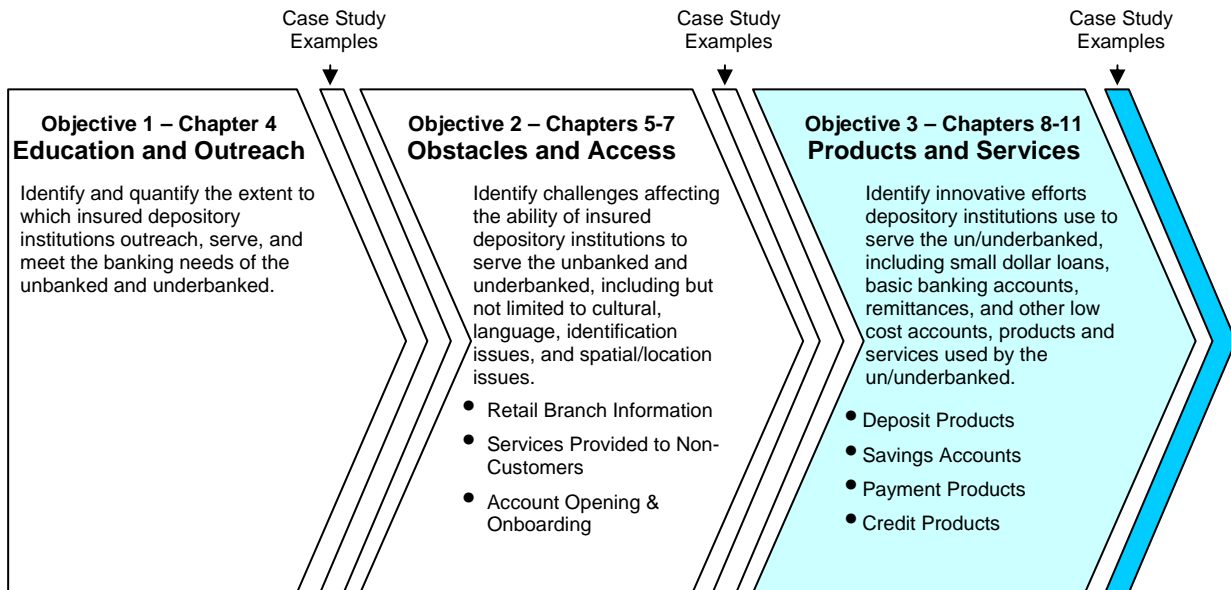 Case Study
Examples
Case Study
Examples
Case Study
Examples
Objective 1 – Chapter 4
Education and Outreach
Identify and quantify the extent to
which insured depository
institutions outreach, serve, and
meet the banking needs of the
unbanked and underbanked.
Objective 2 – Chapters 5-7
Obstacles and Access
Identify challenges affecting
the ability of insured
depository institutions to
serve the unbanked and
underbanked, including but
not limited to cultural,
language, identification
issues, and spatial/location
issues.
• Retail Branch Information
• Services Provided to Non-
Customers
• Account Opening &
Onboarding
Objective 3 – Chapters 8-11
Products and Services
Identify innovative efforts
depository institutions use to
serve the un/underbanked,
including small dollar loans,
basic banking accounts,
remittances, and other low
cost accounts, products and
services used by the
un/underbanked.
• Deposit Products
• Savings Accounts
• Payment Products
• Credit Products